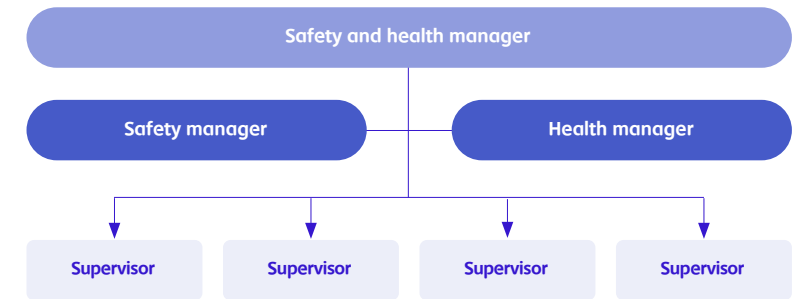 Safety and health manager
Safety manager
Health manager
Supervisor
Supervisor
Supervisor
Supervisor